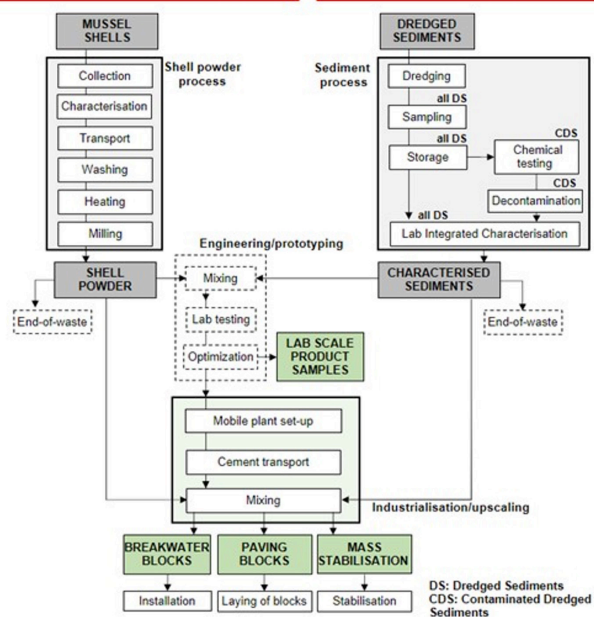 MUSSEL
SHELLS
Shell powder
process
Collection
Characterisation
Transport
Washing
Heating
Milling
DREDGED
SEDIMENTS
Sediment
process
Dredging
all DS
Sampling
all DS
Storage
CDS
Chemical
testing
CDS
Decontamination
all DS
Lab Integrated Characterisation
SHELL
POWDER
End-of-waste
Engineering/prototyping
Mixing
Lab testing
Optimization
LAB SCALE
PRODUCT
SAMPLES
CHARACTERISED
SEDIMENTS
End-of-waste
Mobile plant set-up
Cement transport
Mixing
Industrialisation/upscaling
BREAKWATER
BLOCKS
PAVING
BLOCKS
MASS
STABILISATION
Installation
Laying of blocks
Stabilisation
DS: Dredged Sediments
CDS: Contaminated Dredged
Sediments